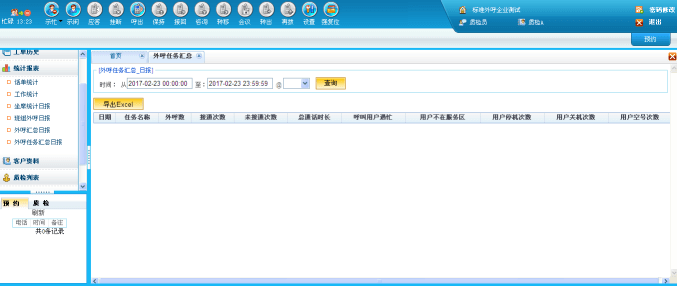 忙碌 13:23
示忙 示闲 应答 挂断 呼出 保持 接回 咨询 转移 会议 转出 再拨 设置 强复位
标准外呼企业测试 密码修改
质检员 质检A 退出
预约
工单历史
统计报表
话单统计
工作统计
坐席统计日报
班组外呼日报
外呼汇总日报
外呼任务汇总日报
客户资料
质检列表
预 约 质 检
刷新
电话 时间 备注
共0条记录
首页 外呼任务汇总
[外呼任务汇总_日报]
时间： 从 2017-02-23 00:00:00 至： 2017-02-23 23:59:59 查询
导出Excel
日期 任务名称 外呼数 接通次数 未接通次数 总通话时长 呼叫用户遇忙 用户不在服务区 用户停机次数 用户关机次数 用户空号次数